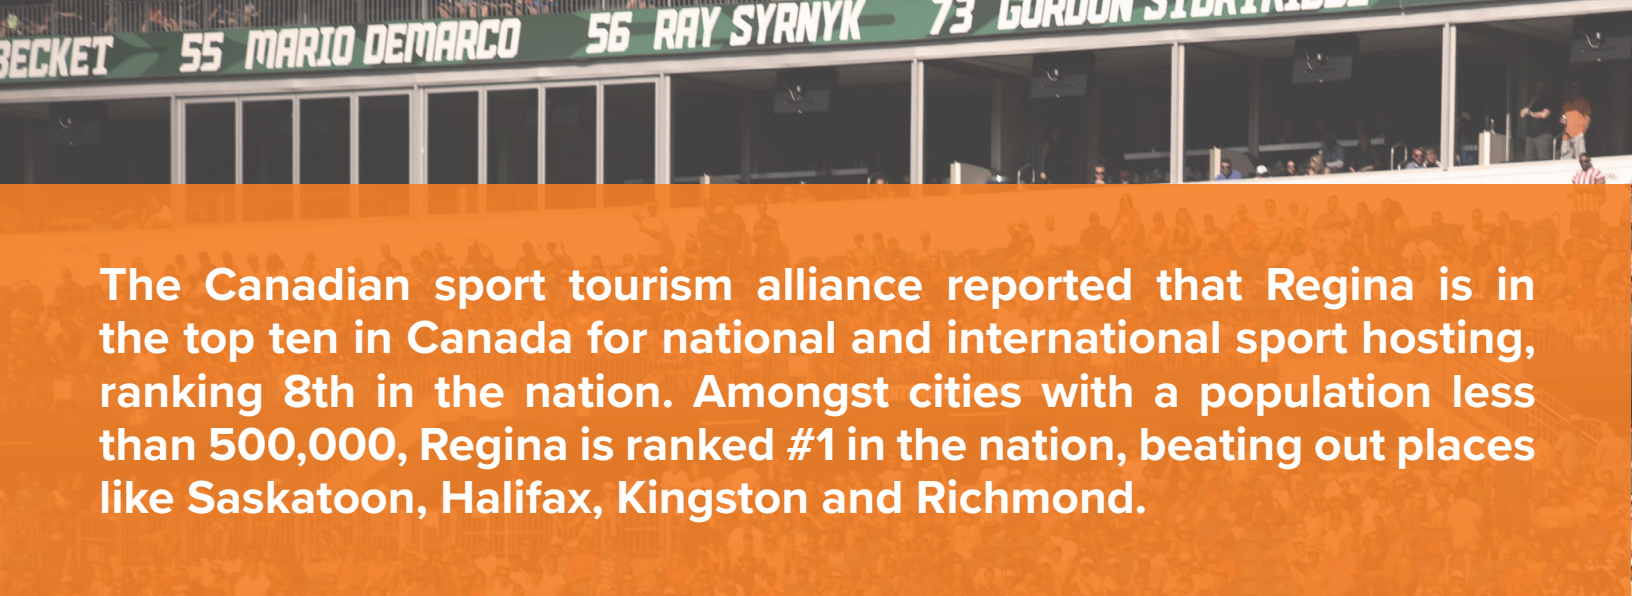 BECKET 55 MARIO DEMARCO 56 RAY SYRNYK 73 GORDON
The Canadian sport tourism alliance reported that Regina is in
the top ten in Canada for national and international sport hosting,
ranking 8th in the nation. Amongst cities with a population less
than 500,000, Regina is ranked #1 in the nation, beating out places
like Saskatoon, Halifax, Kingston and Richmond.